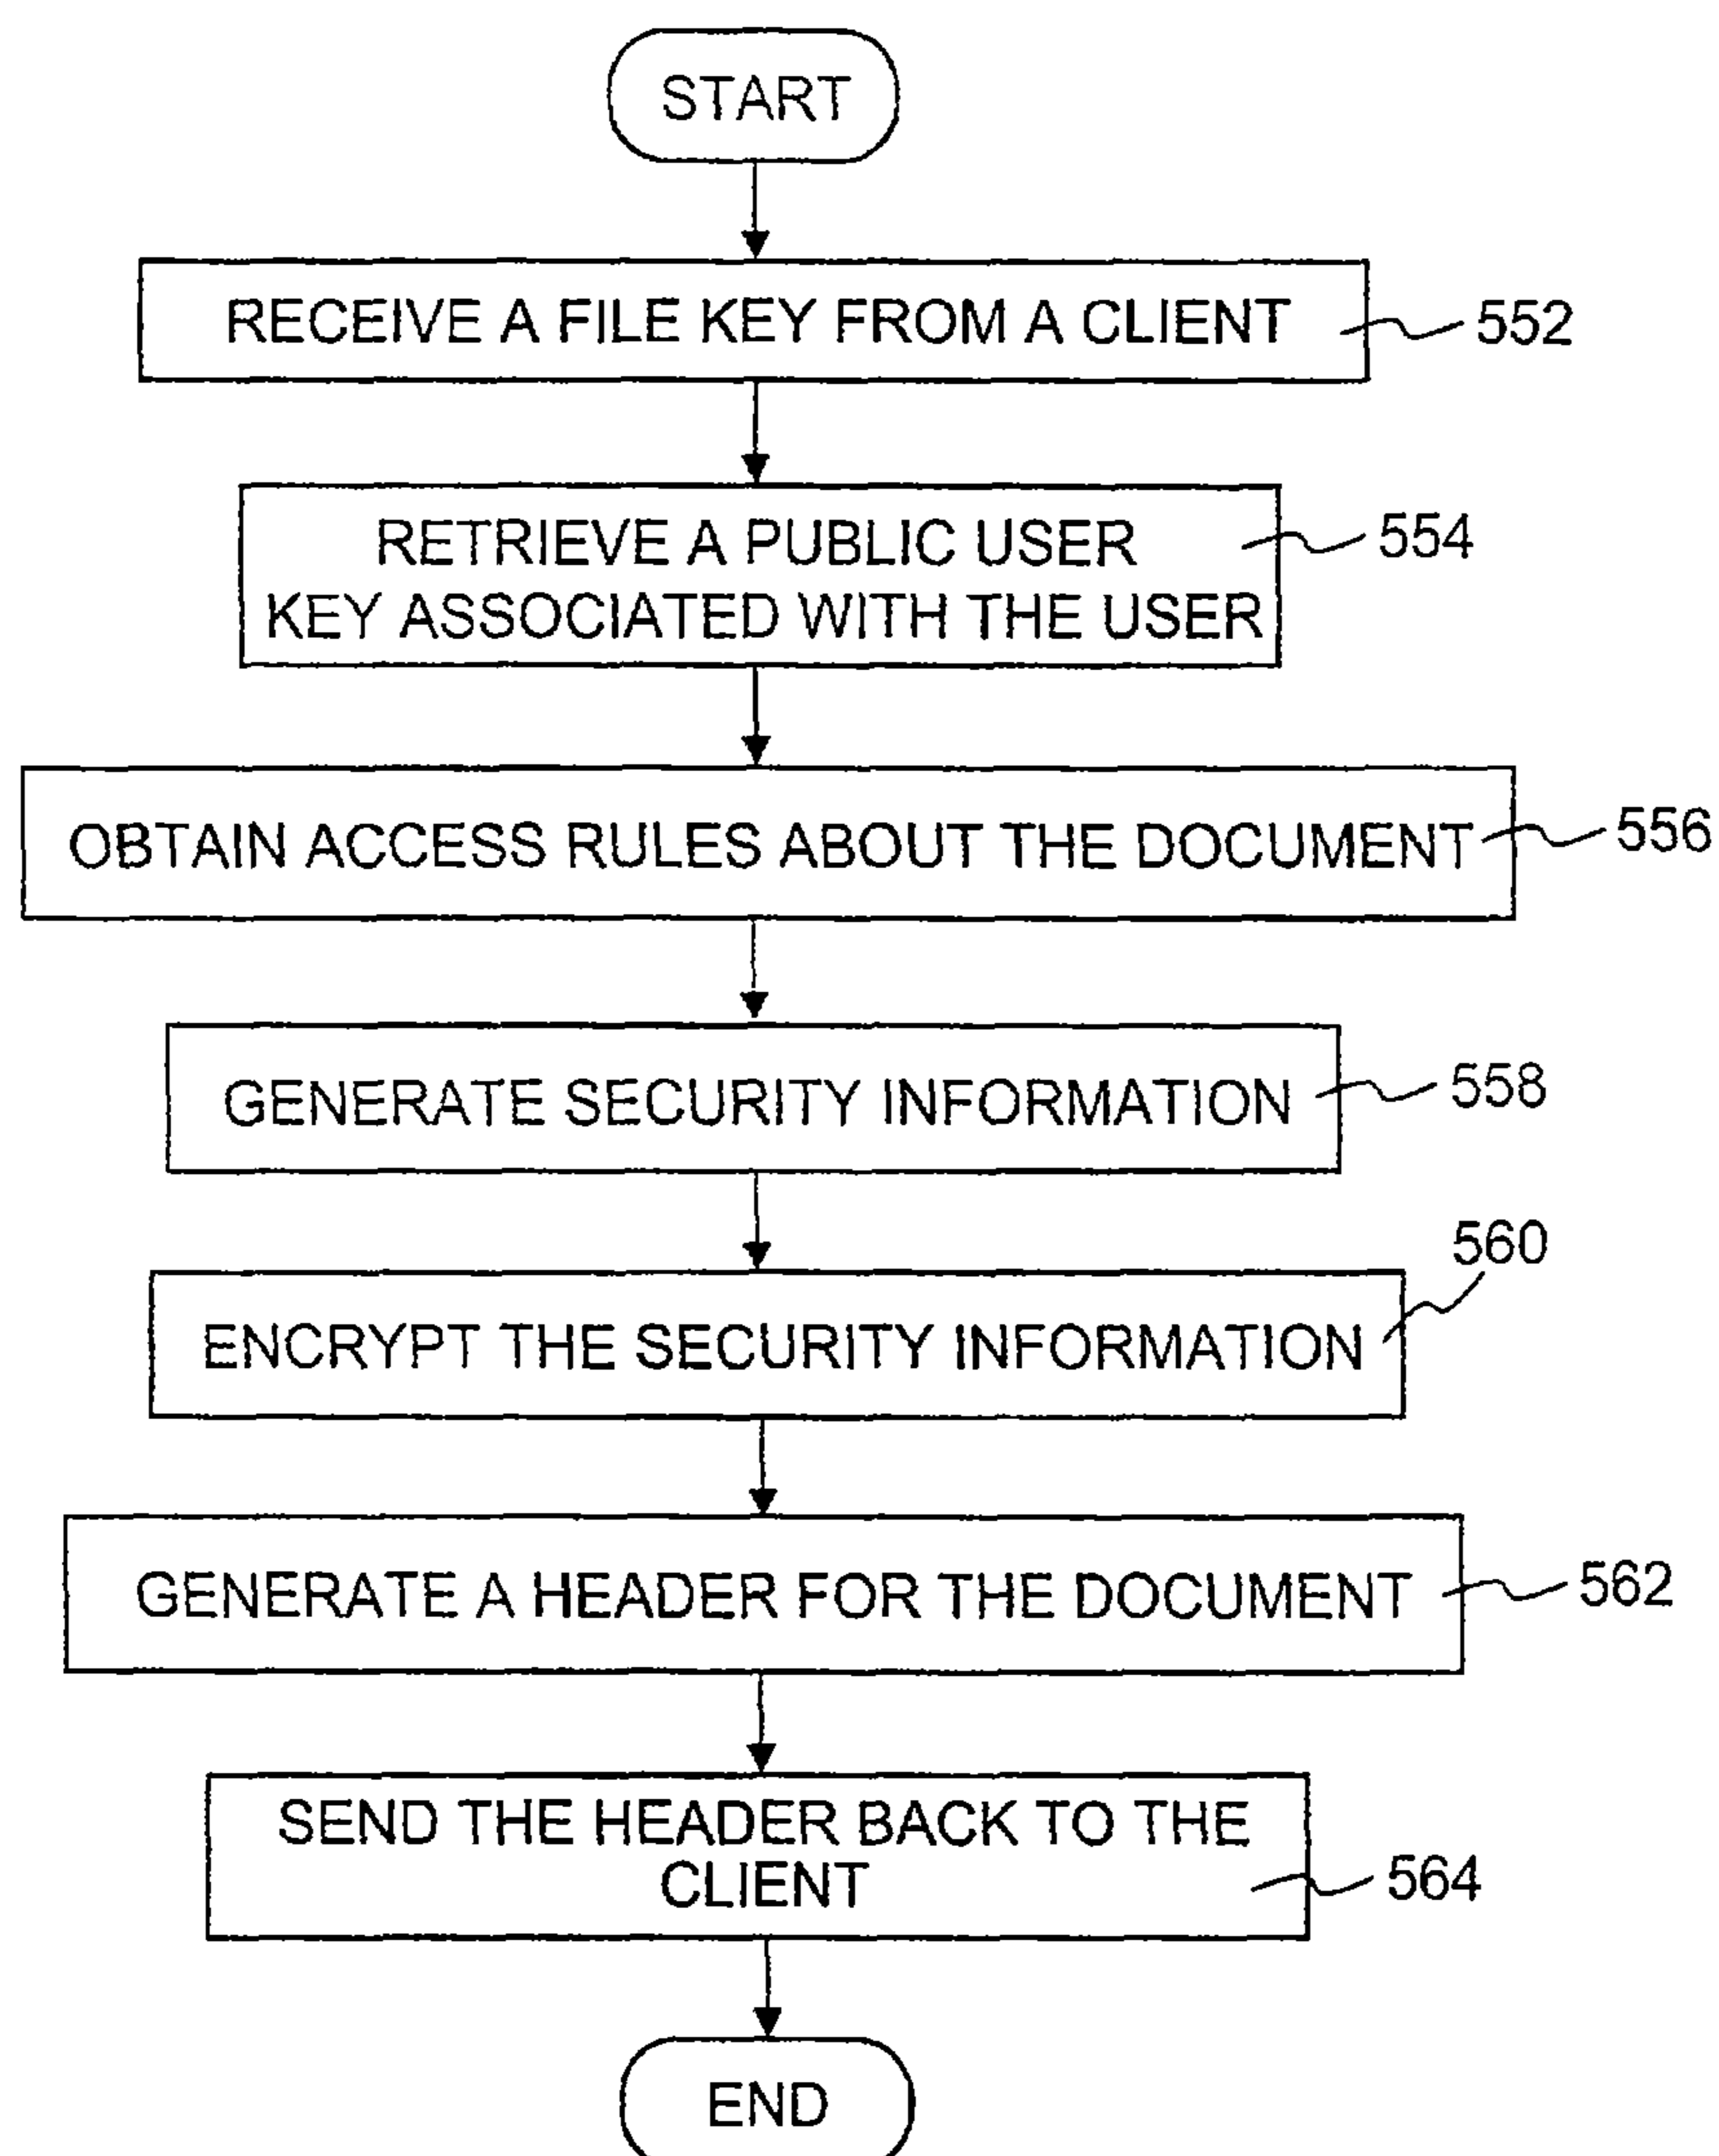 START
RECEIVE A FILE KEY FROM A CLIENT
552
RETRIEVE A PUBLIC USER
KEY ASSOCIATED WITH THE USER
554
OBTAIN ACCESS RULES ABOUT THE DOCUMENT
556
GENERATE SECURITY INFORMATION
558
560
ENCRYPT THE SECURITY INFORMATION
GENERATE A HEADER FOR THE DOCUMENT
562
SEND THE HEADER BACK TO THE
CLIENT
564
END